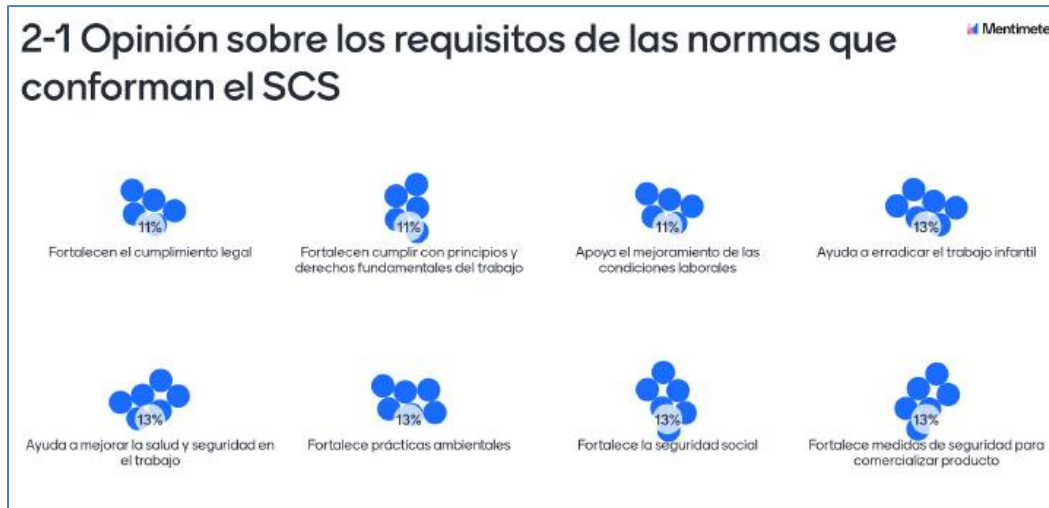 2-1 Opinión sobre los requisitos de las normas que
conforman el SCS
Mentimete
11%
Fortalecen el cumplimiento legal
11%
Fortalecen cumplir con principios y
derechos fundamentales del trabajo
11%
Apoya el mejoramiento de las
condiciones laborales
13%
Ayuda a erradicar el trabajo infantil
13%
Ayuda a mejorar la salud y seguridad en
el trabajo
13%
Fortalece prácticas ambientales
13%
Fortalece la seguridad social
13%
Fortalece medidas de seguridad para
comercializar producto